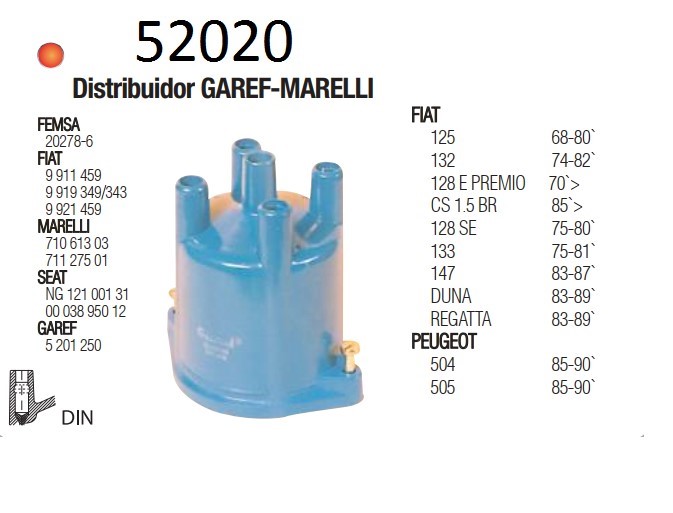 52020
Distribuidor GAREF-MARELLI
FEMSA
20278-6
FIAT
9 911 459
9 919 349/343
9 921 459
MARELLI
710 613 03
711 275 01
SEAT
NG 121 001 31
00 038 950 12
GAREF
5 201 250
DIN
FIAT
125 68-80`
132 74-82`
128 E PREMIO 70`>
CS 1.5 BR 85`>
128 SE 75-80`
133 75-81`
147 83-87`
DUNA 83-89`
REGATTA 83-89`
PEUGEOT
504 85-90`
505 85-90`